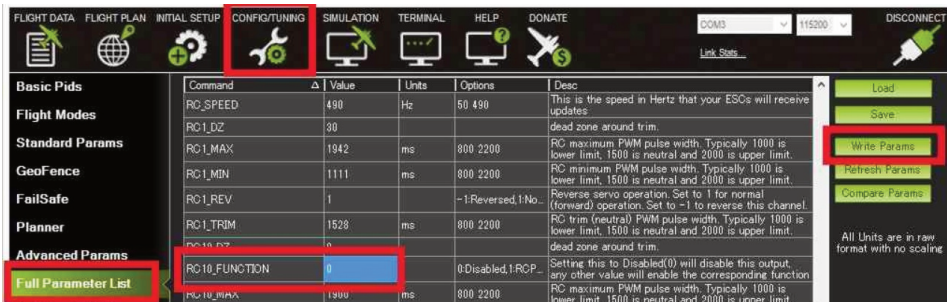 FLIGHT DATA FLIGHT PLAN INITIAL SETUP CONFIG/TUNING SIMULATION TERMINAL HELP DONATE COM3 115200 DISCONNECT
Link Stats...
Basic Pids
Flight Modes
Standard Params
GeoFence
FailSafe
Planner
Advanced Params
Full Parameter List
Command Value Units Options Desc
RC_SPEED 490 Hz 50 490 This is the speed in Hertz that your ESCs will receive
updates
RC1_DZ 30 dead zone around trim.
RC1_MAX 1942 ms 800 2200 RC maximum PWM pulse width. Typically 1000 is
lower limit, 1500 is neutral and 2000 is upper limit.
RC1_MIN 1111 ms 800 2200 RC minimum PWM pulse width. Typically 1000 is
lower limit, 1500 is neutral and 2000 is upper limit.
RC1_REV 1 -1:Reversed,1:No... Reverse servo operation. Set to 1 for normal
(forward) operation. Set to -1 to reverse this channel.
RC1_TRIM 1528 ms 800 2200 RC trim (neutral) PWM pulse width. Typically 1000 is
lower limit, 1500 is neutral and 2000 is upper limit.
RC10_DZ 0 dead zone around trim.
RC10_FUNCTION 0 0:Disabled,1:RCP... Setting this to Disabled(0) will disable this output,
any other value will enable the corresponding function
RC10_MAX 1900 ms 800 2200 RC maximum PWM pulse width. Typically 1000 is
lower limit, 1500 is neutral and 2000 is upper limit
Load
Save
Write Params
Refresh Params
Compare Params
All Units are in raw
format with no scaling